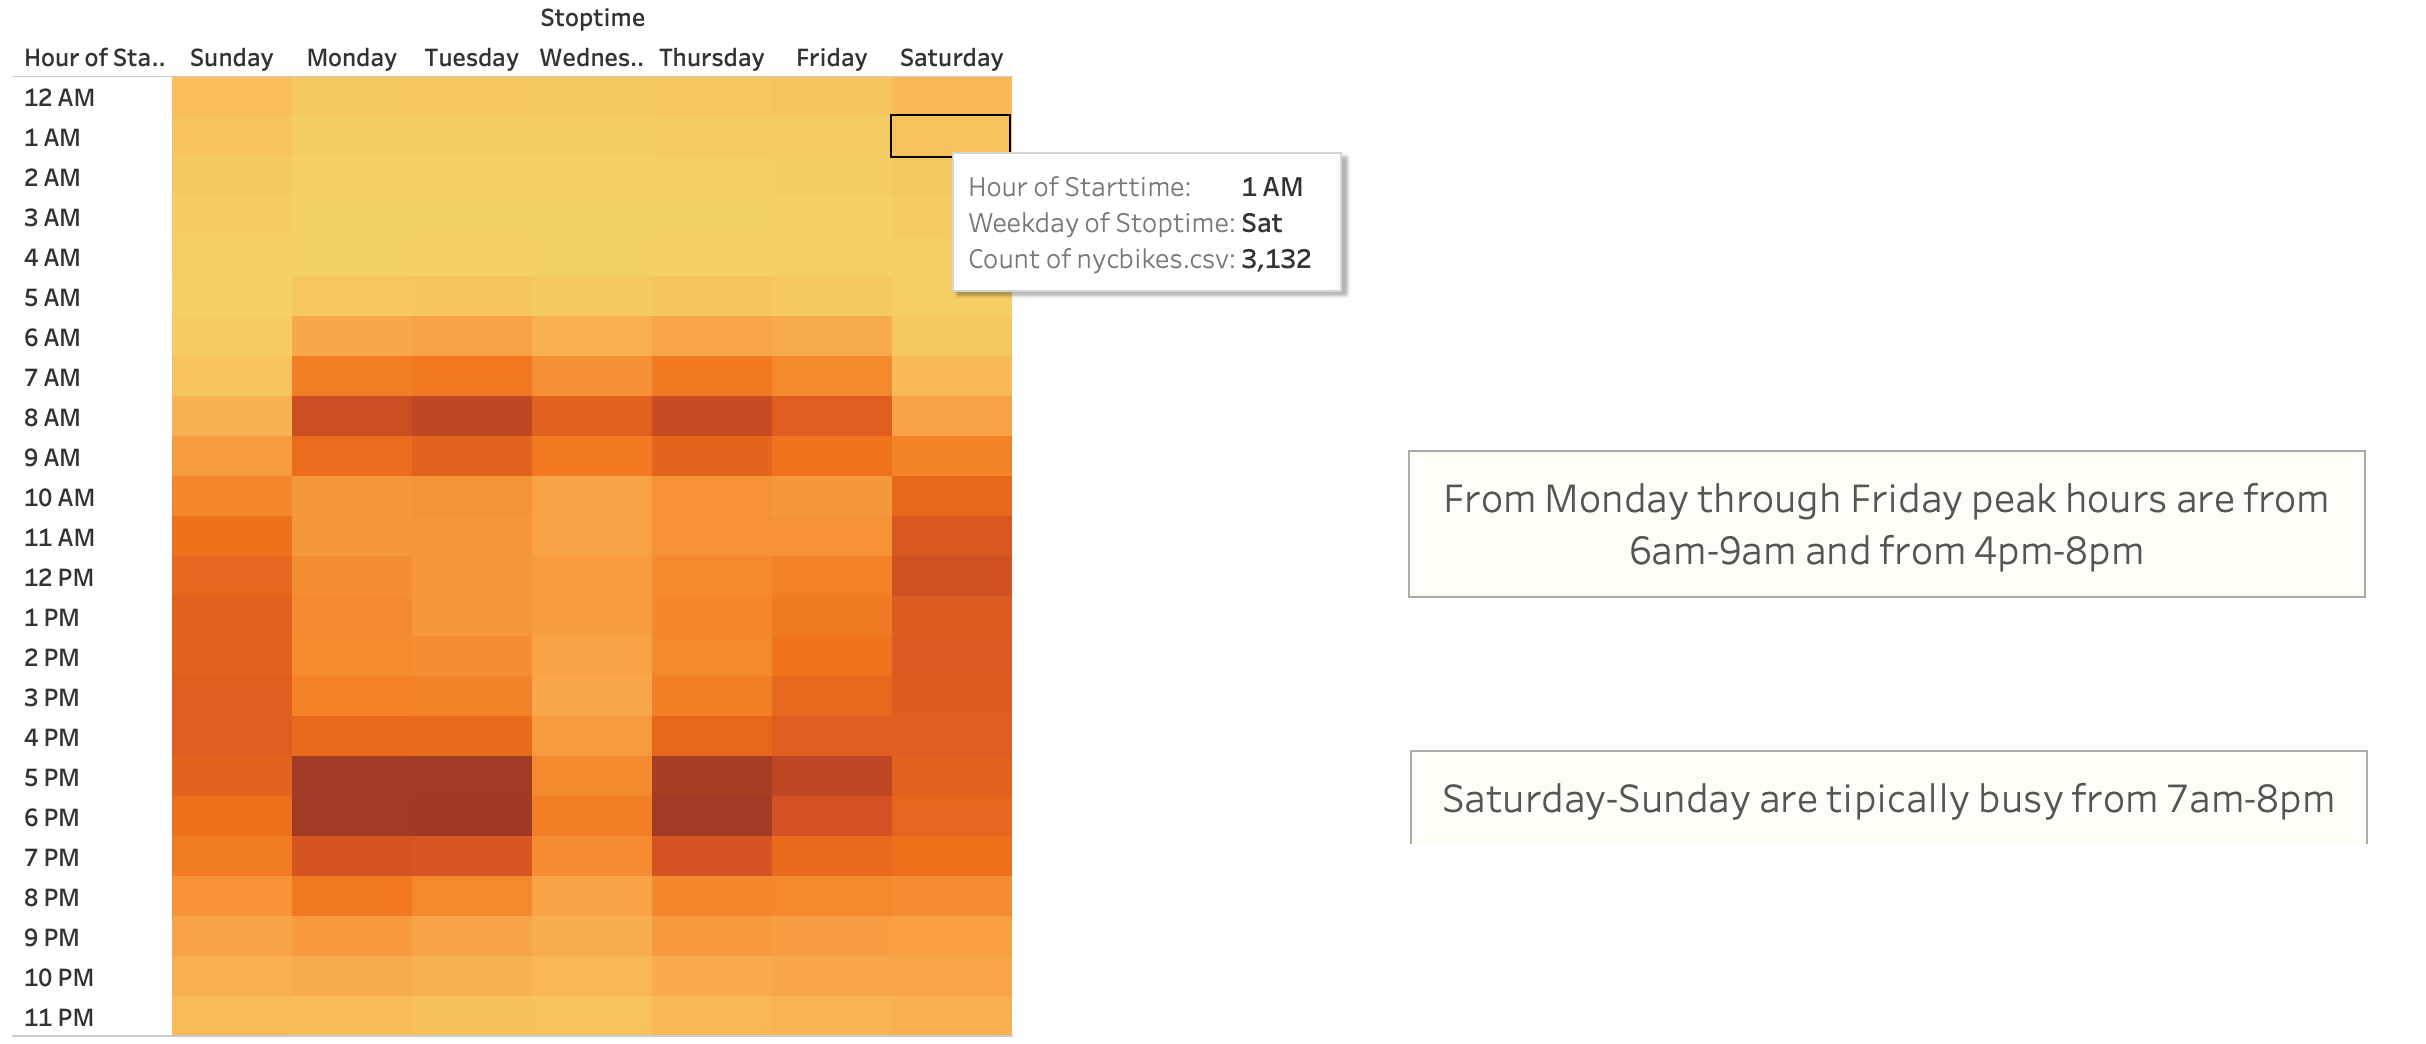 Stoptime
Hour of Sta.. Sunday Monday Tuesday Wednes.. Thursday Friday Saturday
12 AM
1 AM
2 AM
3 AM
4 AM
5 AM
6 AM
7 AM
8 AM
9 AM
10 AM
11 AM
12 PM
1 PM
2 PM
3 PM
4 PM
5 PM
6 PM
7 PM
8 PM
9 PM
10 PM
11 PM
Hour of Starttime: 1 AM
Weekday of Stoptime: Sat
Count of nycbikes.csv: 3,132
From Monday through Friday peak hours are from
6am-9am and from 4pm-8pm
Saturday-Sunday are tipically busy from 7am-8pm